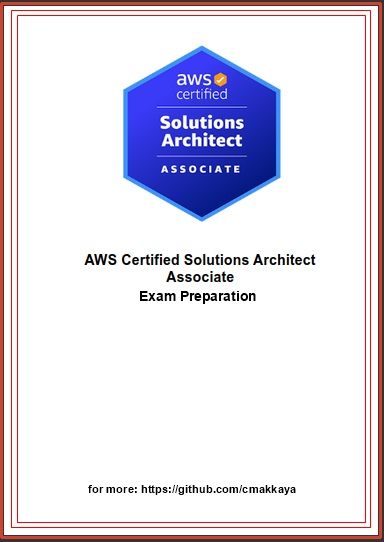 aws
certified
Solutions
Architect
ASSOCIATE
AWS Certified Solutions Architect
Associate
Exam Preparation
for more: https://github.com/cmakkaya